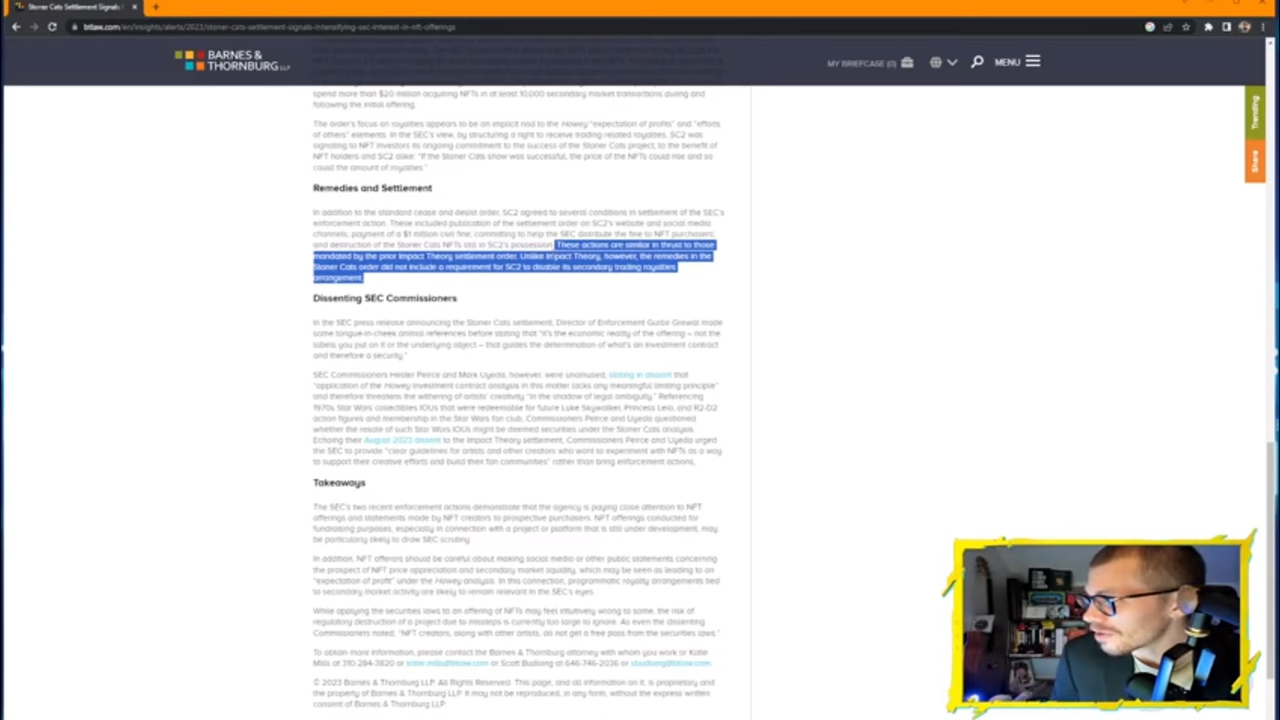 Stoner Cats Settlement Signals
btlaw.com/en/insights/alerts/2023/stoner-cats-settlement-signals-intensifying-sec-interest-in-nft-offerings
BARNES &
THORNBURG LLP
MY BRIEFCASE (0)
MENU
Trending
Share
spend more than $20 million acquiring NFTs in at least 10,000 secondary market transactions during and
following the initial offering.
The order's focus on royalties appears to be an implicit nod to the Howey "expectation of profits" and "efforts
of others" elements. In the SEC's view, by structuring a right to receive trading-related royalties, SC2 was
signaling to NFT investors its ongoing commitment to the success of the Stoner Cats project, to the benefit of
NFT holders and SC2 alike: "If the Stoner Cats show was successful, the price of the NFTs could rise and so
could the amount of royalties."
Remedies and Settlement
In addition to the standard cease and desist order, SC2 agreed to several conditions in settlement of the SEC's
enforcement action. These included publication of the settlement order on SC2's website and social media
channels; payment of a $1 million civil fine; committing to help the SEC distribute the fine to NFT purchasers;
and destruction of the Stoner Cats NFTs still in SC2's possession. These actions are similar in thrust to those
mandated by the prior Impact Theory settlement order. Unlike Impact Theory, however, the remedies in the
Stoner Cats order did not include a requirement for SC2 to disable its secondary trading royalties
arrangement.
Dissenting SEC Commissioners
In the SEC press release announcing the Stoner Cats settlement, Director of Enforcement Gurbir Grewal made
some tongue-in-cheek animal references before stating that "it's the economic reality of the offering – not the
labels you put on it or the underlying object – that guides the determination of what's an investment contract
and therefore a security."
SEC Commissioners Hester Peirce and Mark Uyeda, however, were unamused, stating in dissent that
"application of the Howey investment contract analysis in this matter lacks any meaningful limiting principle"
and therefore threatens the withering of artists' creativity "in the shadow of legal ambiguity." Referencing
1970s Star Wars collectibles IOUs that were redeemable for future Luke Skywalker, Princess Leia, and R2-D2
action figures and membership in the Star Wars fan club, Commissioners Peirce and Uyeda questioned
whether the resale of such Star Wars IOUs might be deemed securities under the Stoner Cats analysis.
Echoing their August 2023 dissent to the Impact Theory settlement, Commissioners Peirce and Uyeda urged
the SEC to provide "clear guidelines for artists and other creators who want to experiment with NFTs as a way
to support their creative efforts and build their fan communities" rather than bring enforcement actions,
Takeaways
The SEC's two recent enforcement actions demonstrate that the agency is paying close attention to NFT
offerings and statements made by NFT creators to prospective purchasers. NFT offerings conducted for
fundraising purposes, especially in connection with a project or platform that is still under development, may
be particularly likely to draw SEC scrutiny.
In addition, NFT offerors should be careful about making social media or other public statements concerning
the prospect of NFT price appreciation and secondary market liquidity, which may be seen as leading to an
"expectation of profit" under the Howey analysis. In this connection, programmatic royalty arrangements tied
to secondary market activity are likely to remain relevant in the SEC's eyes.
While applying the securities laws to an offering of NFTs may feel intuitively wrong to some, the risk of
regulatory destruction of a project due to missteps is currently too large to ignore. As even the dissenting
Commissioners noted, "NFT creators, along with other artists, do not get a free pass from the securities laws."
To obtain more information, please contact the Barnes & Thornburg attorney with whom you work or Katie
Mills at 310-284-3820 or katie.mills@btlaw.com or Scott Budlong at 646-746-2036 or sbudlong@btlaw.com.
© 2023 Barnes & Thornburg LLP. All Rights Reserved. This page, and all information on it, is proprietary and
the property of Barnes & Thornburg LLP. It may not be reproduced, in any form, without the express written
consent of Barnes & Thornburg LLP.